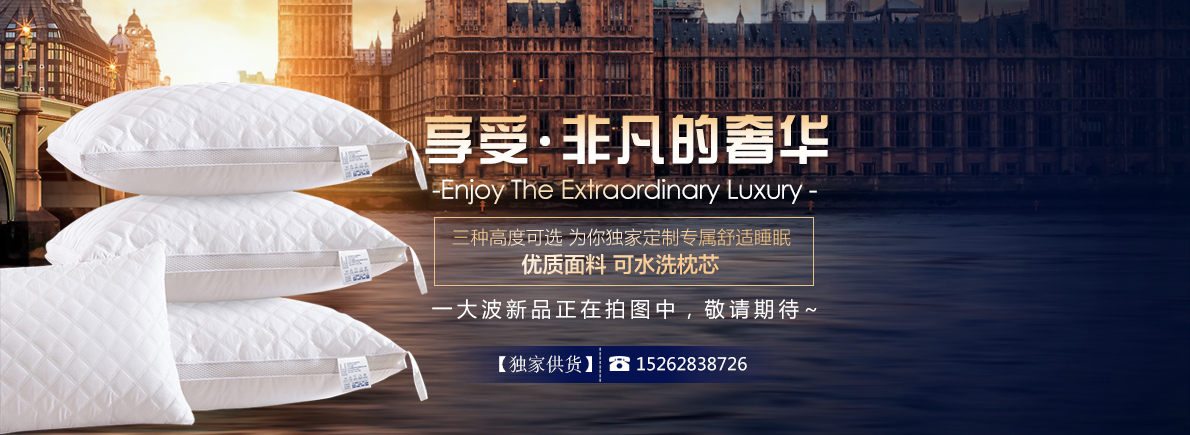 享受·非凡的奢华
-Enjoy The Extraordinary Luxury -
三种高度可选 为你独家定制专属舒适睡眠
优质面料 可水洗枕芯
一大波新品正在拍图中，敬请期待~
【独家供货】 ☎ 15262838726